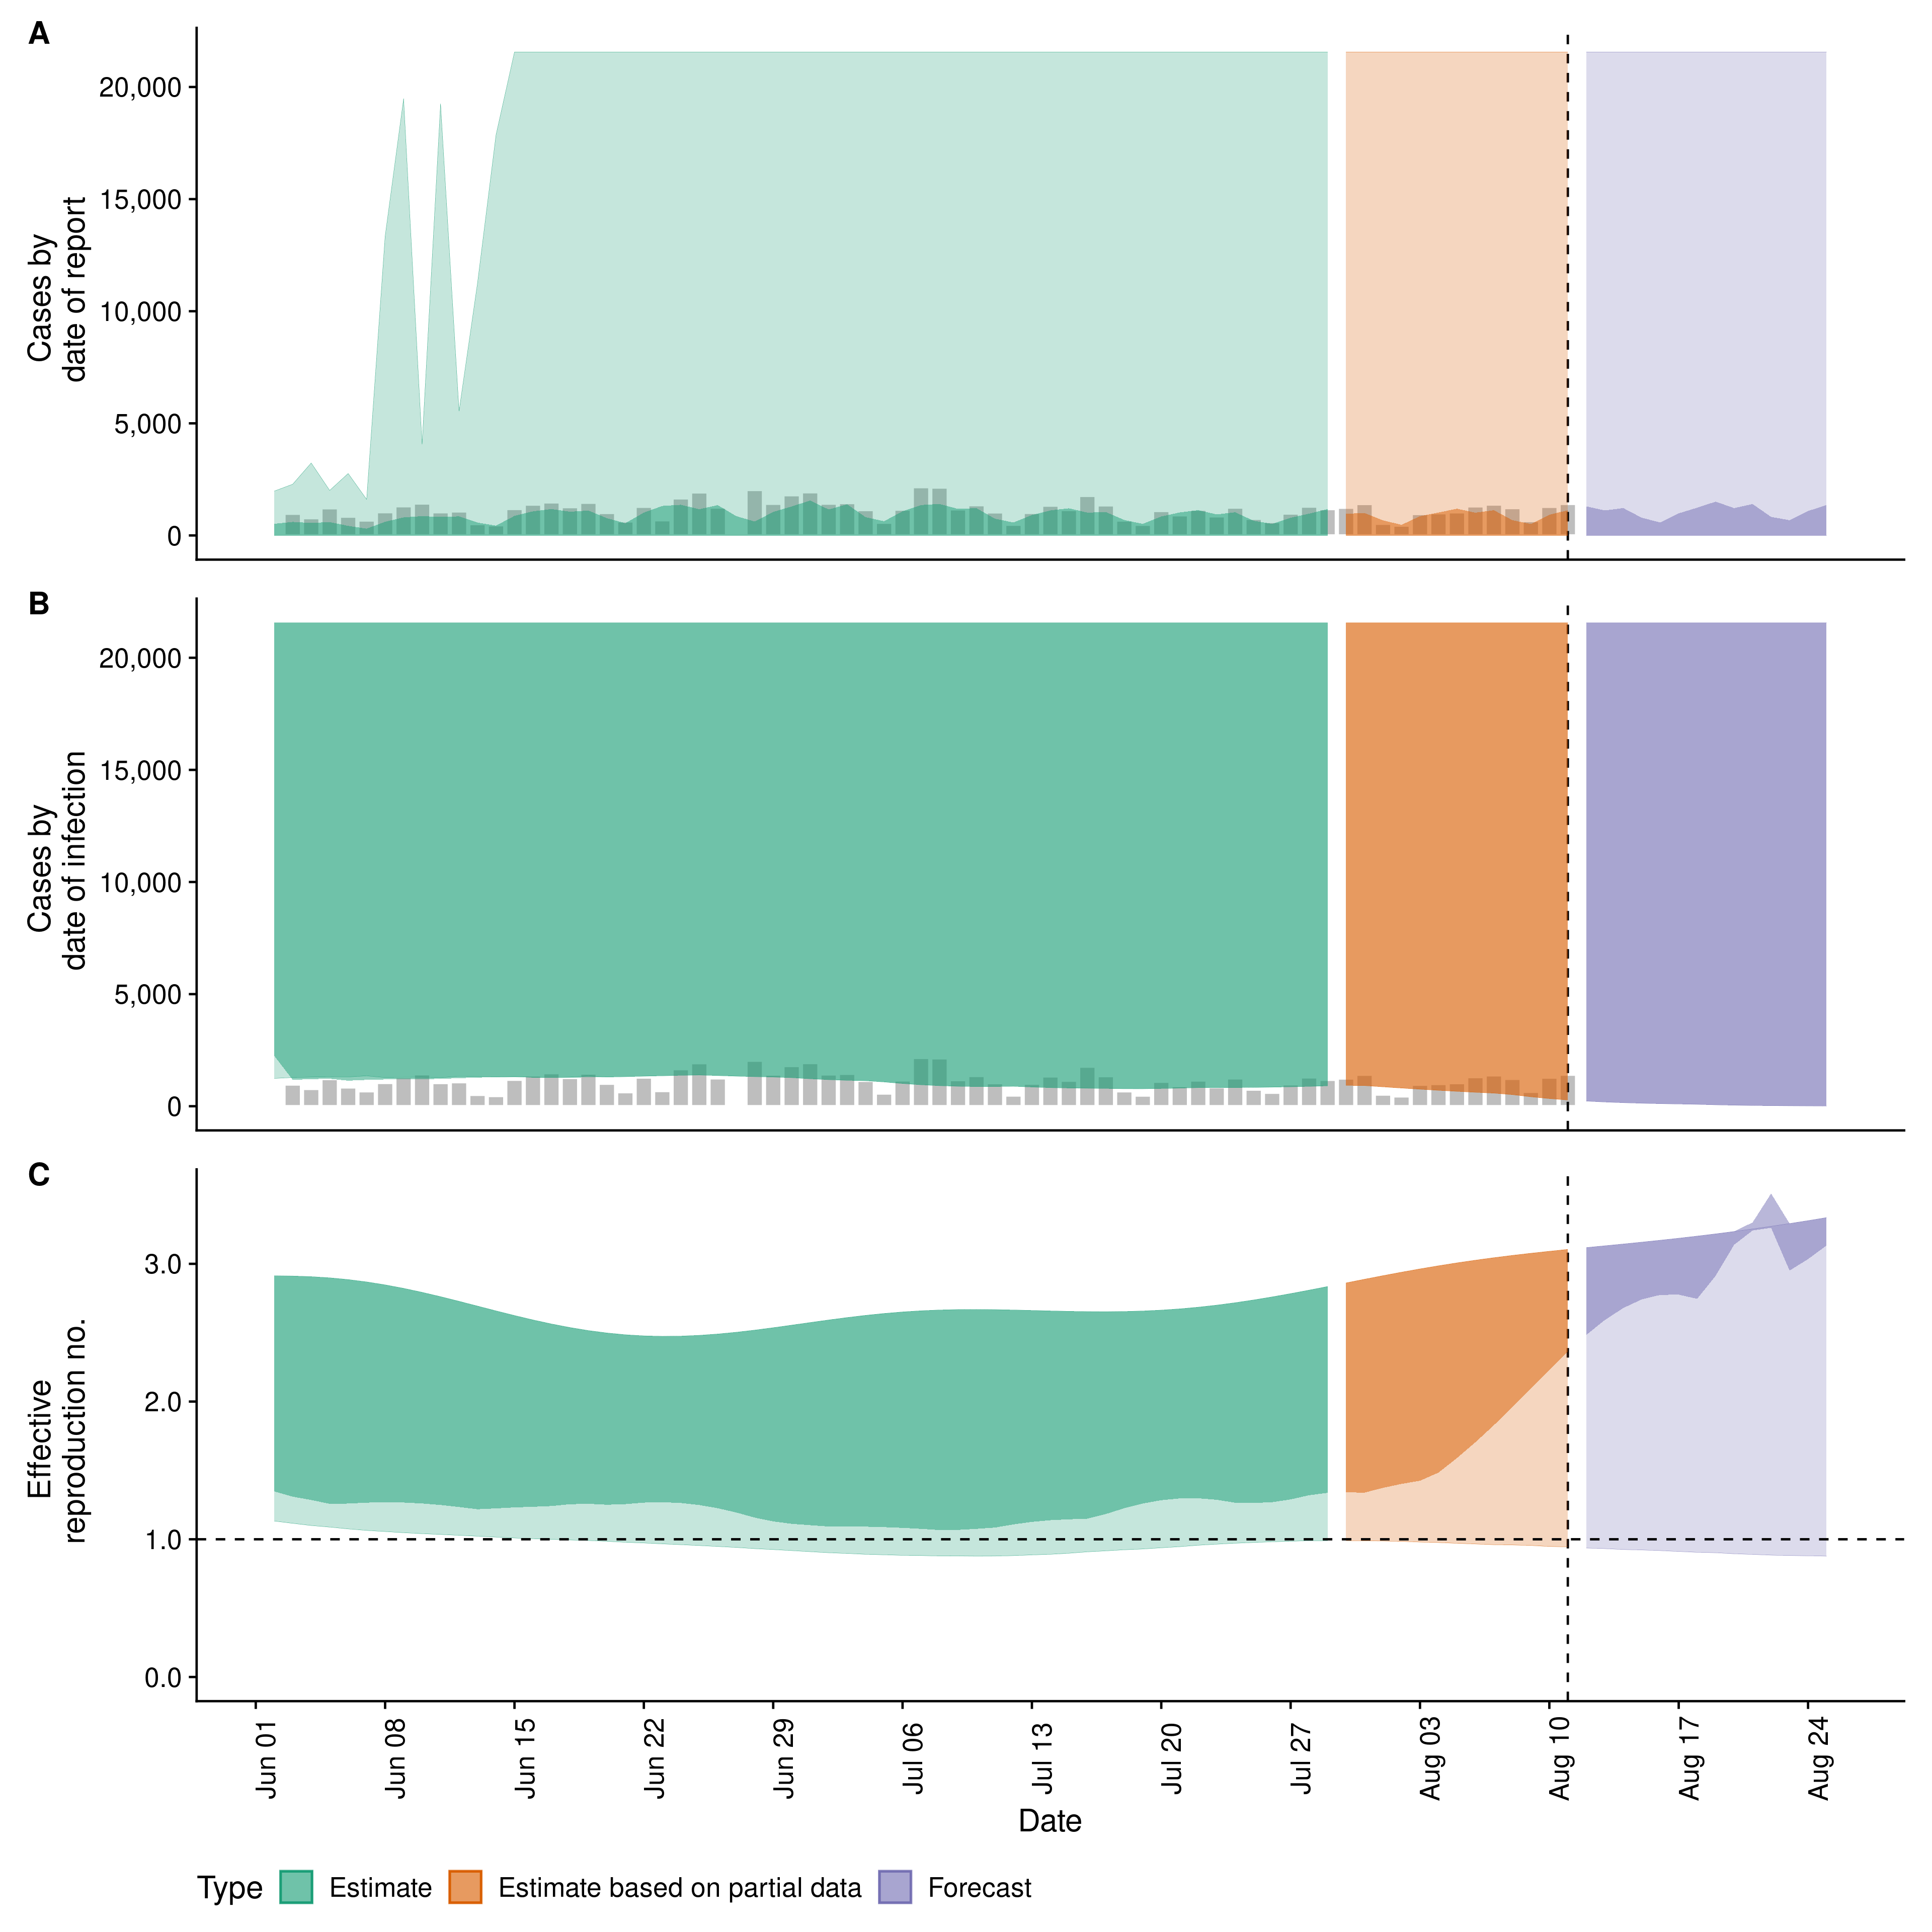 A
Cases by
date of report
20,000
15,000
10,000
5,000
0
B
Cases by
date of infection
20,000
15,000
10,000
5,000
0
C
Effective
reproduction no.
3.0
2.0
1.0
0.0
Jun 01
Jun 08
Jun 15
Jun 22
Jun 29
Jul 06
Jul 13
Jul 20
Jul 27
Aug 03
Aug 10
Aug 17
Aug 24
Date
Type Estimate Estimate based on partial data Forecast